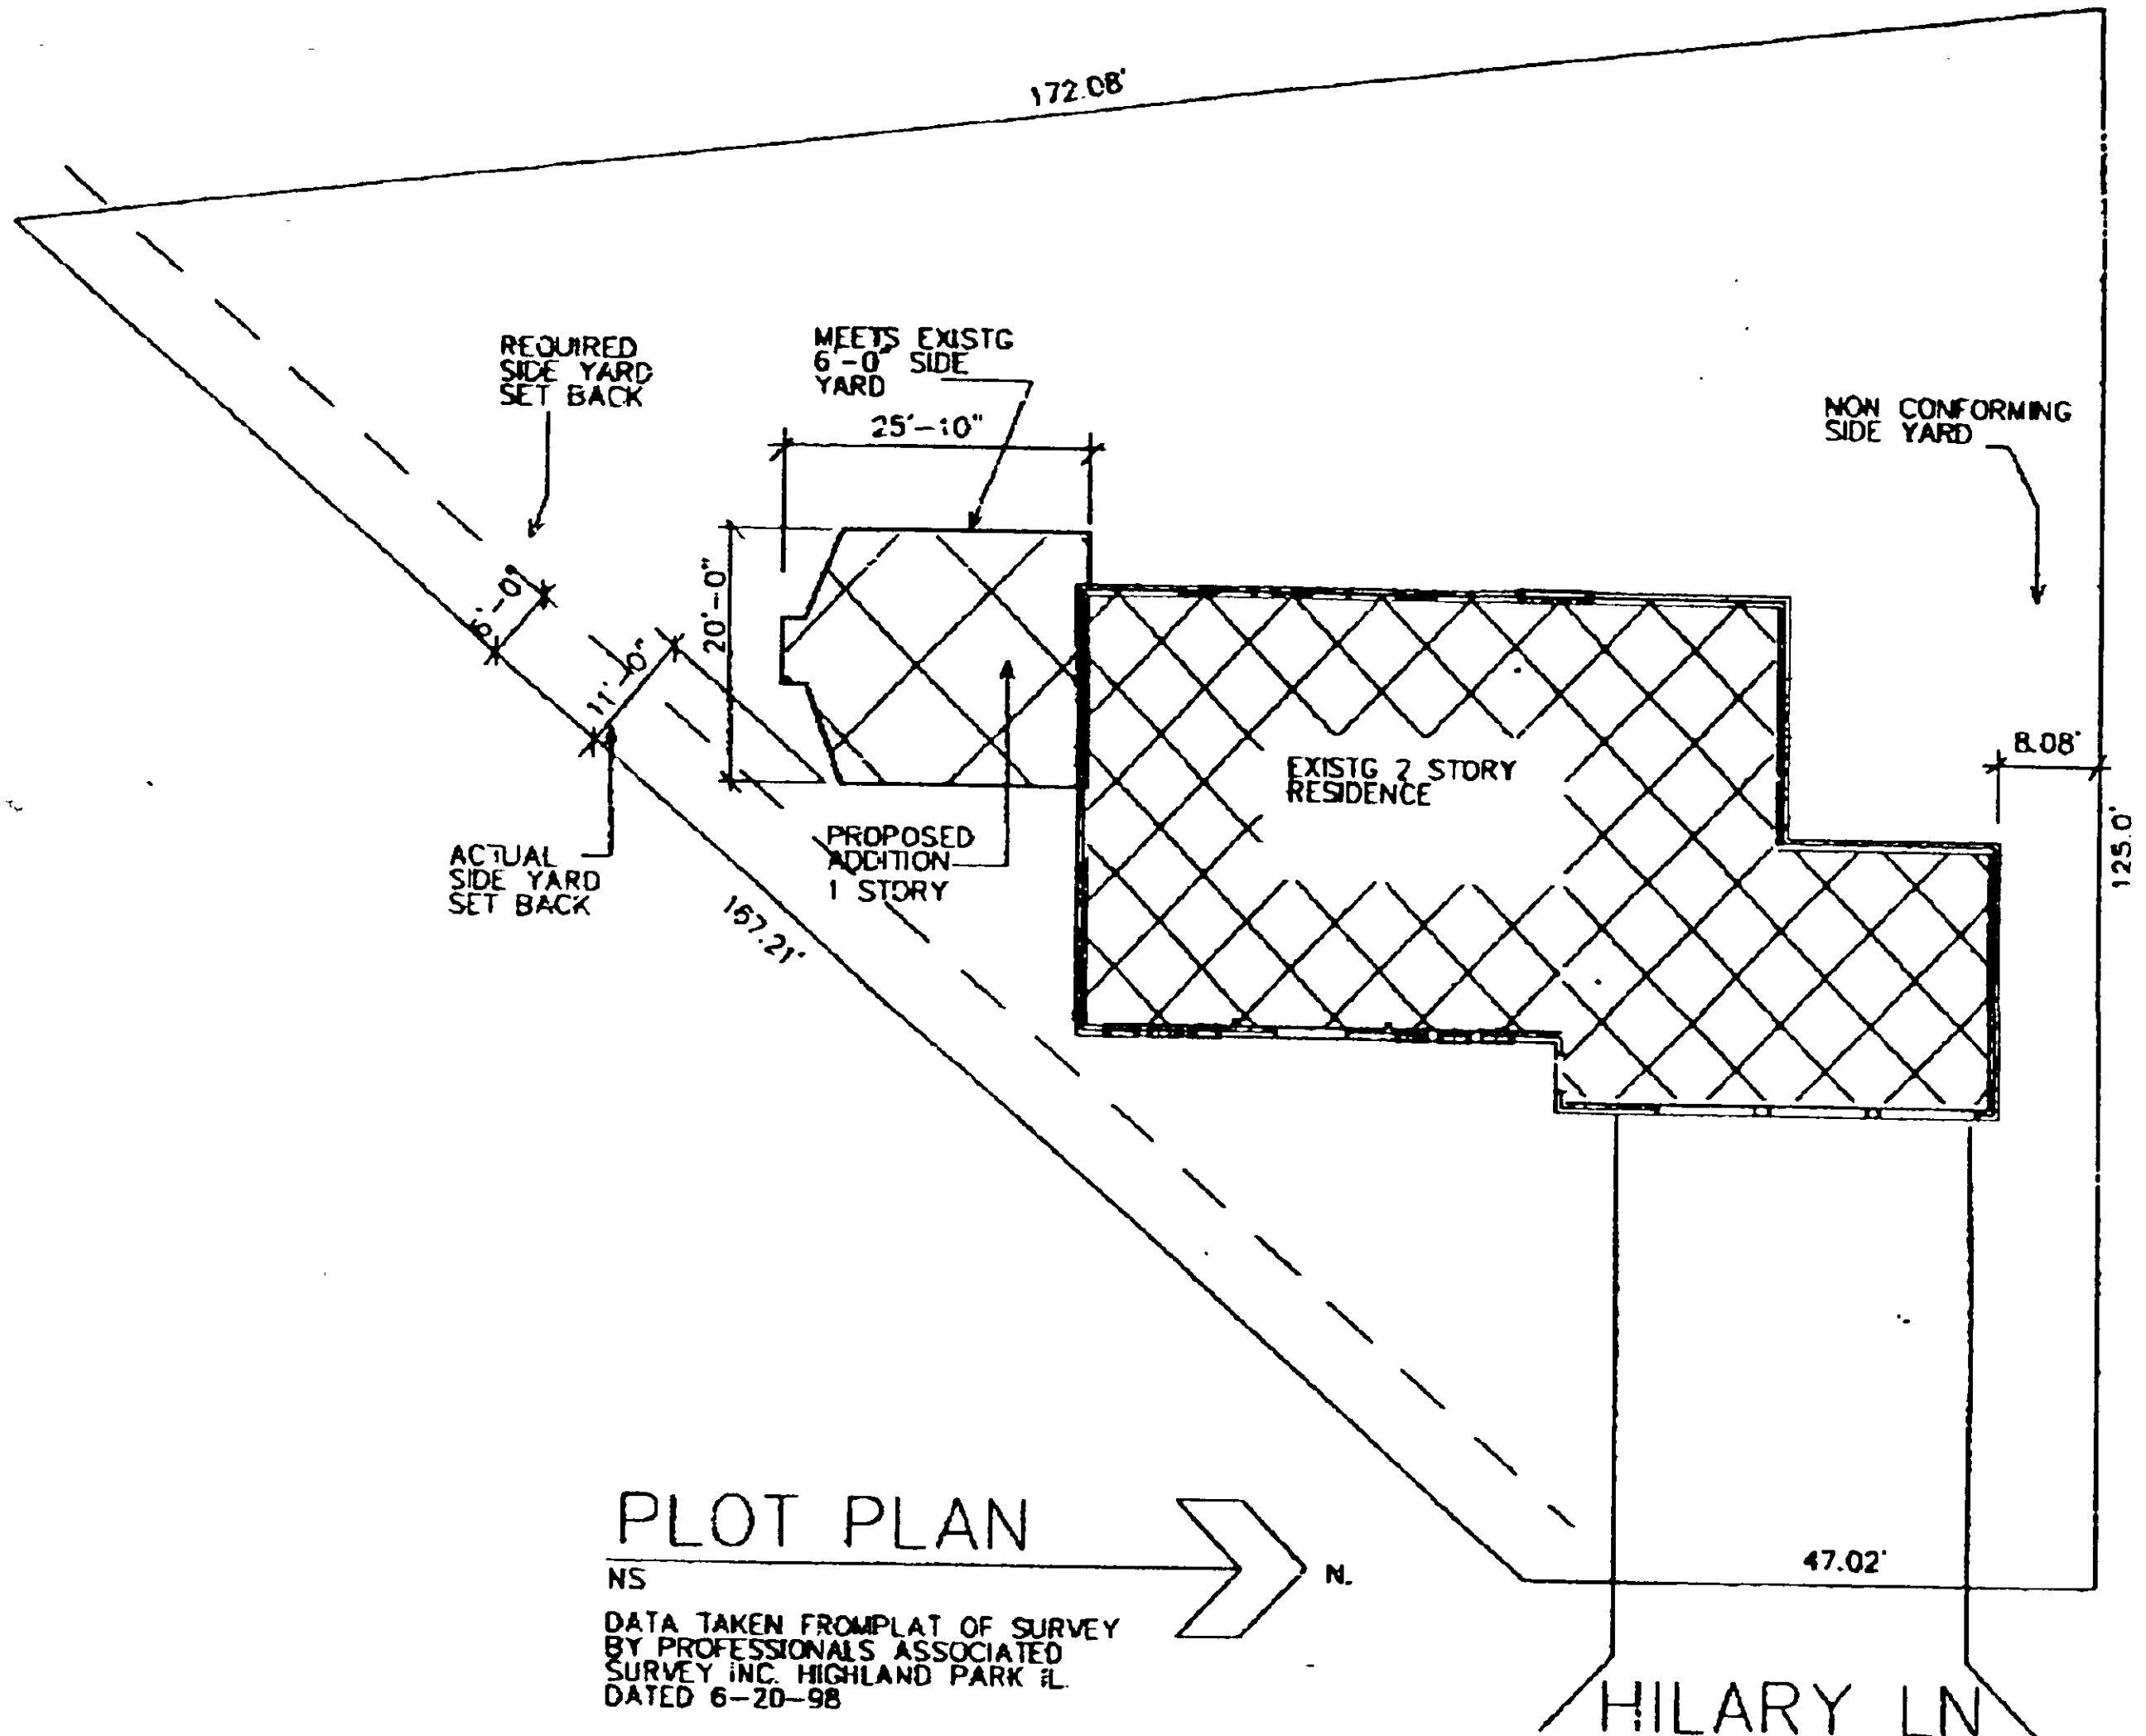 172.08'
REQUIRED
SIDE YARD
SET BACK
MEETS EXISTG
6'-0" SIDE
YARD
25'-10"
NON CONFORMING
SIDE YARD
20'-0"
6'-0"
11'-0"
8.08'
125.0'
EXISTG 2 STORY
RESIDENCE
PROPOSED
ADDITION
1 STORY
ACTUAL
SIDE YARD
SET BACK
167.21'
PLOT PLAN
NS
N.
47.02'
DATA TAKEN FROMPLAT OF SURVEY
BY PROFESSIONALS ASSOCIATED
SURVEY INC. HIGHLAND PARK IL.
DATED 6-20-98
HILARY LN